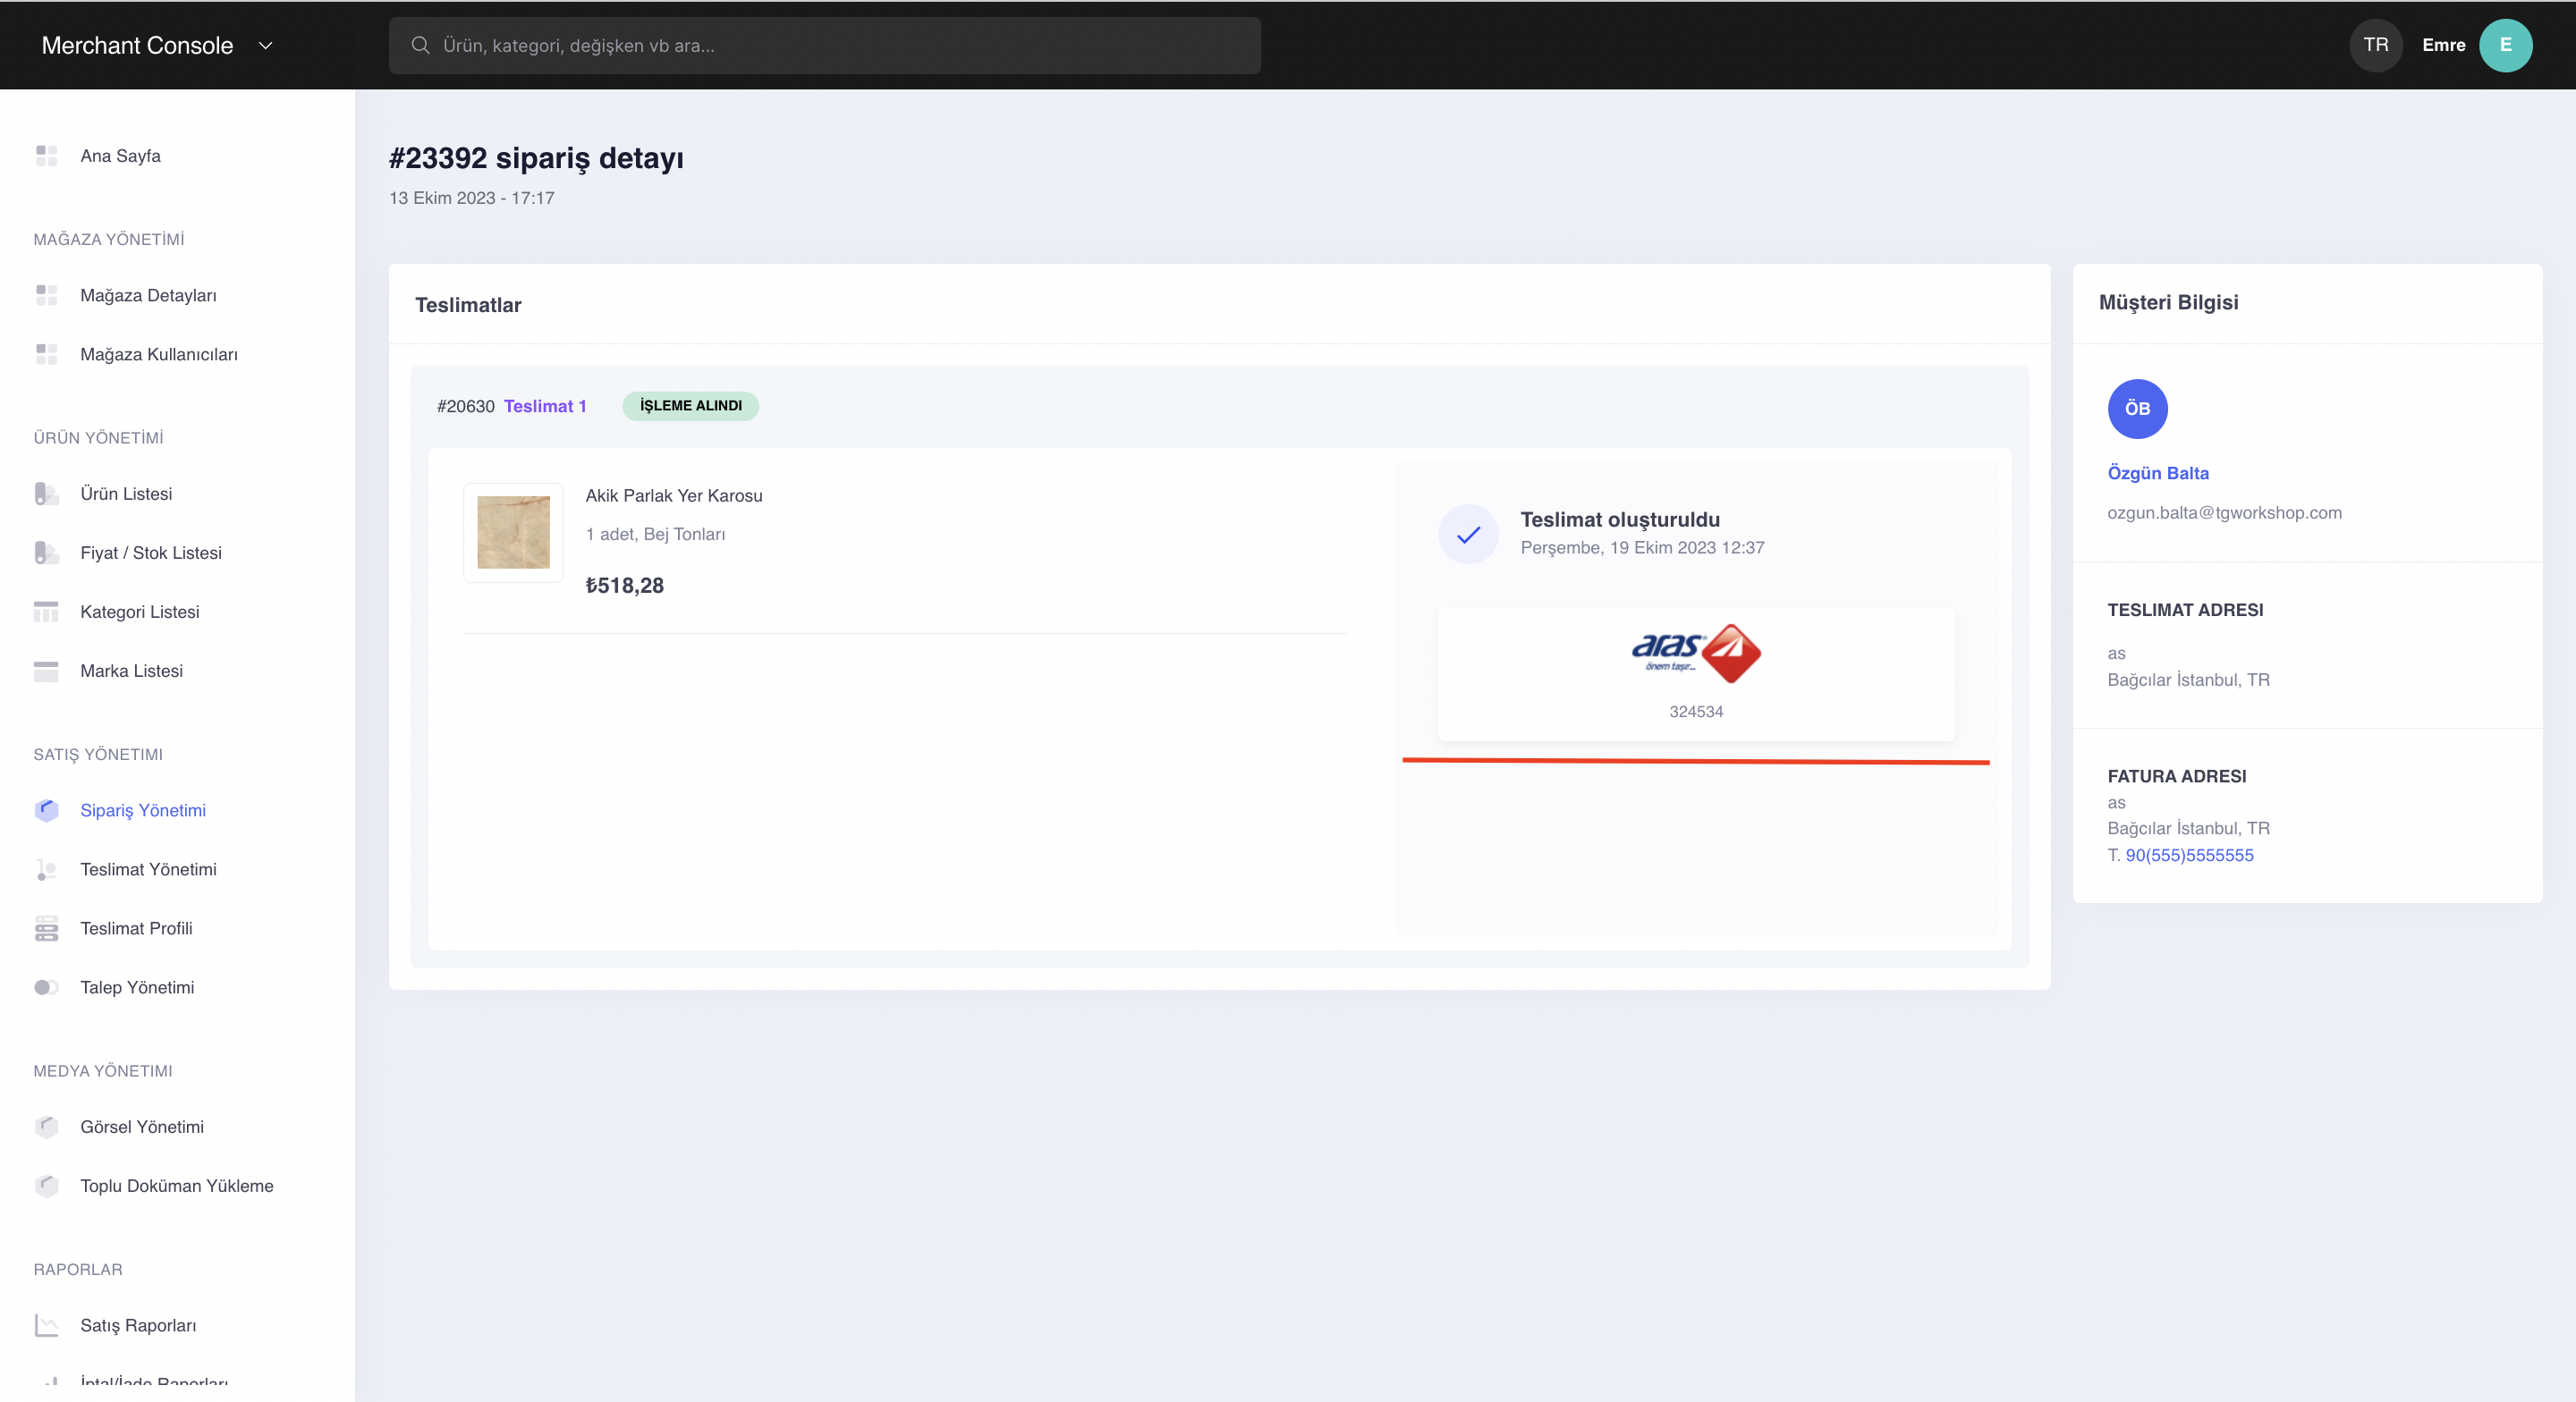 Merchant Console
Ürün, kategori, değişken vb ara...
TR
Emre
E
Ana Sayfa
MAĞAZA YÖNETİMİ
Mağaza Detayları
Mağaza Kullanıcıları
ÜRÜN YÖNETİMİ
Ürün Listesi
Fiyat / Stok Listesi
Kategori Listesi
Marka Listesi
SATIŞ YÖNETIMI
Sipariş Yönetimi
Teslimat Yönetimi
Teslimat Profili
Talep Yönetimi
MEDYA YÖNETIMI
Görsel Yönetimi
Toplu Doküman Yükleme
RAPORLAR
Satış Raporları
İptal/İade Raporları
#23392 sipariş detayı
13 Ekim 2023 - 17:17
Teslimatlar
#20630 Teslimat 1
İŞLEME ALINDI
Akik Parlak Yer Karosu
1 adet, Bej Tonları
₺518,28
Teslimat oluşturuldu
Perşembe, 19 Ekim 2023 12:37
aras
önem taşır...
324534
Müşteri Bilgisi
ÖB
Özgün Balta
ozgun.balta@tgworkshop.com
TESLIMAT ADRESI
as
Bağcılar İstanbul, TR
FATURA ADRESI
as
Bağcılar İstanbul, TR
T. 90(555)5555555